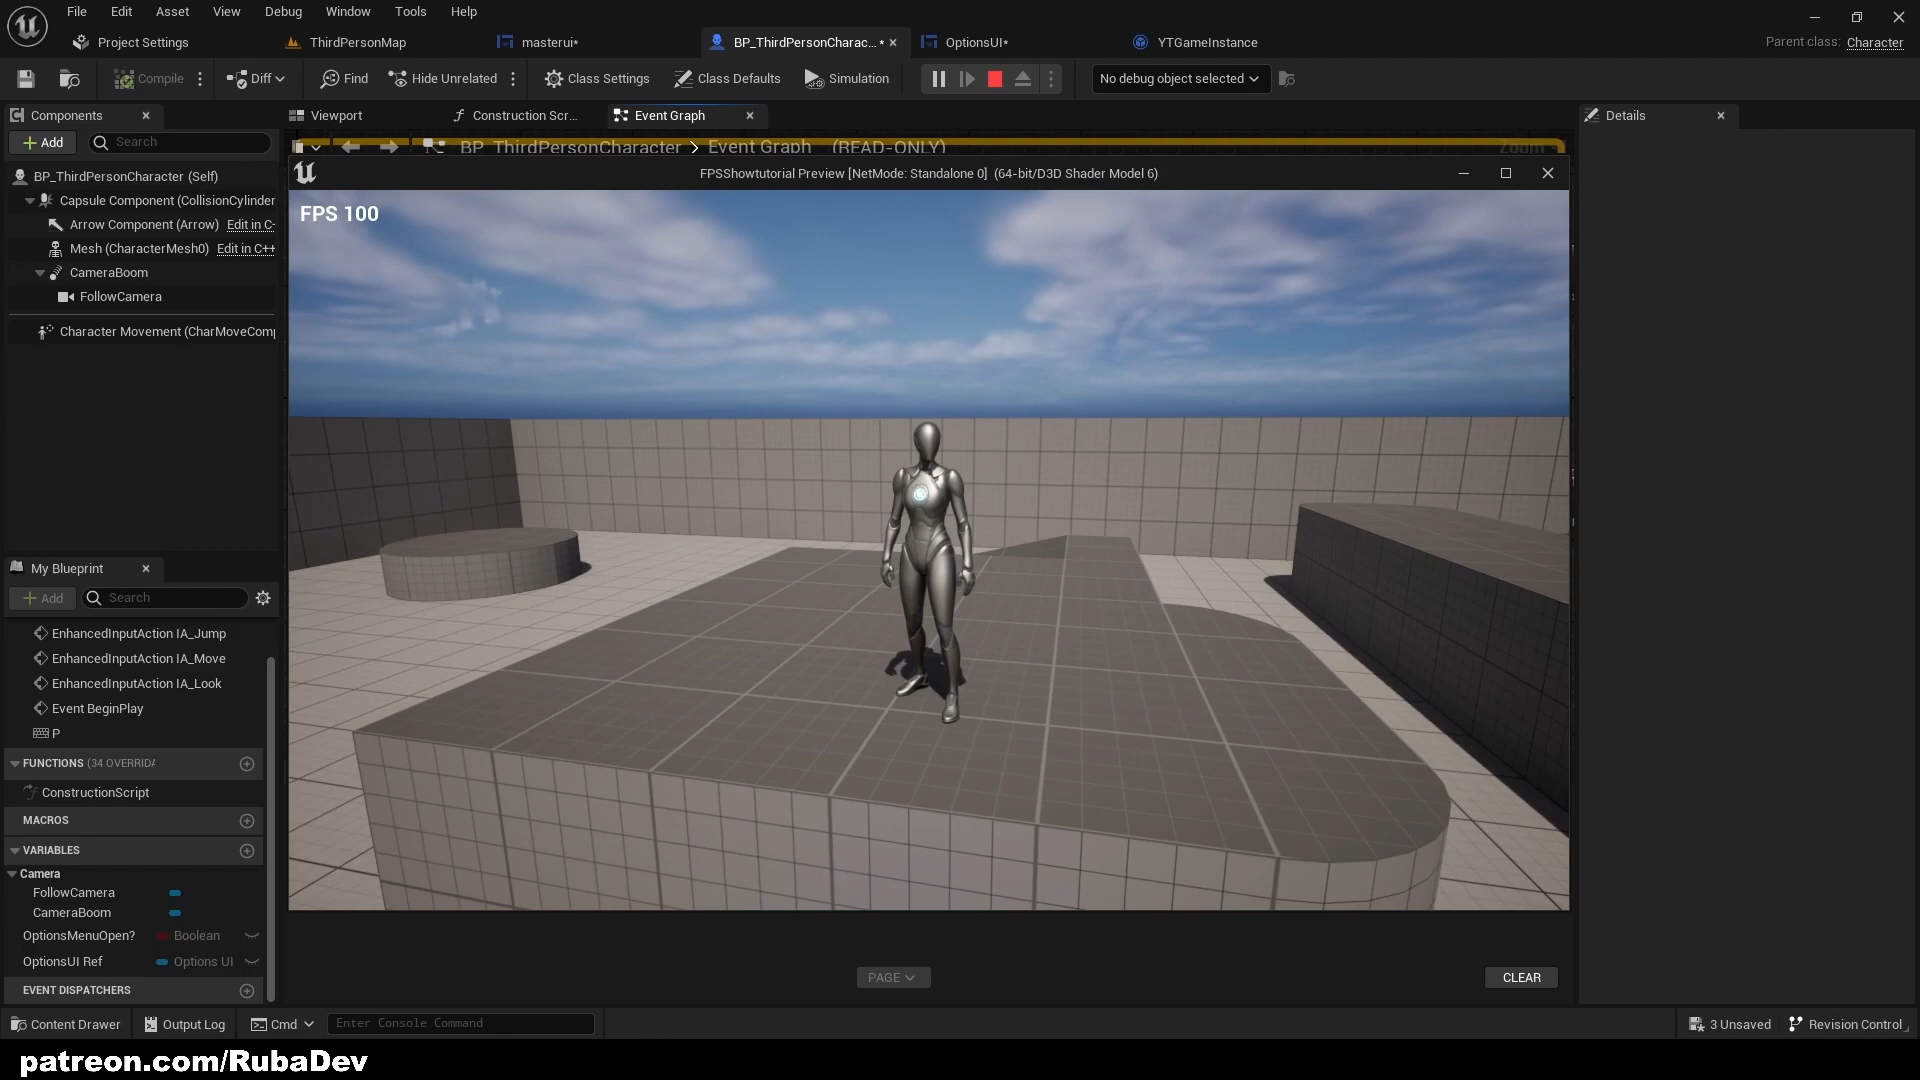 File Edit Asset View Debug Window Tools Help
Project Settings ThirdPersonMap masterui* BP_ThirdPersonCharac...* OptionsUI* YTGameInstance Parent class: Character
Compile Diff Find Hide Unrelated Class Settings Class Defaults Simulation No debug object selected
Components Viewport Construction Scr... Event Graph Details
Add Search
BP_ThirdPersonCharacter > Event Graph (READ-ONLY) Zoom
FPSShowtutorial Preview [NetMode: Standalone 0] (64-bit/D3D Shader Model 6)
BP_ThirdPersonCharacter (Self)
Capsule Component (CollisionCylinder
Arrow Component (Arrow) Edit in C-
Mesh (CharacterMesh0) Edit in C++
CameraBoom
FollowCamera
Character Movement (CharMoveComp
FPS 100
My Blueprint
Add Search
EnhancedInputAction IA_Jump
EnhancedInputAction IA_Move
EnhancedInputAction IA_Look
Event BeginPlay
P
FUNCTIONS (34 OVERRIDA
ConstructionScript
MACROS
VARIABLES
Camera
FollowCamera
CameraBoom
OptionsMenuOpen? Boolean
OptionsUI Ref Options UI
EVENT DISPATCHERS
PAGE CLEAR
Content Drawer Output Log Cmd Enter Console Command 3 Unsaved Revision Control
patreon.com/RubaDev